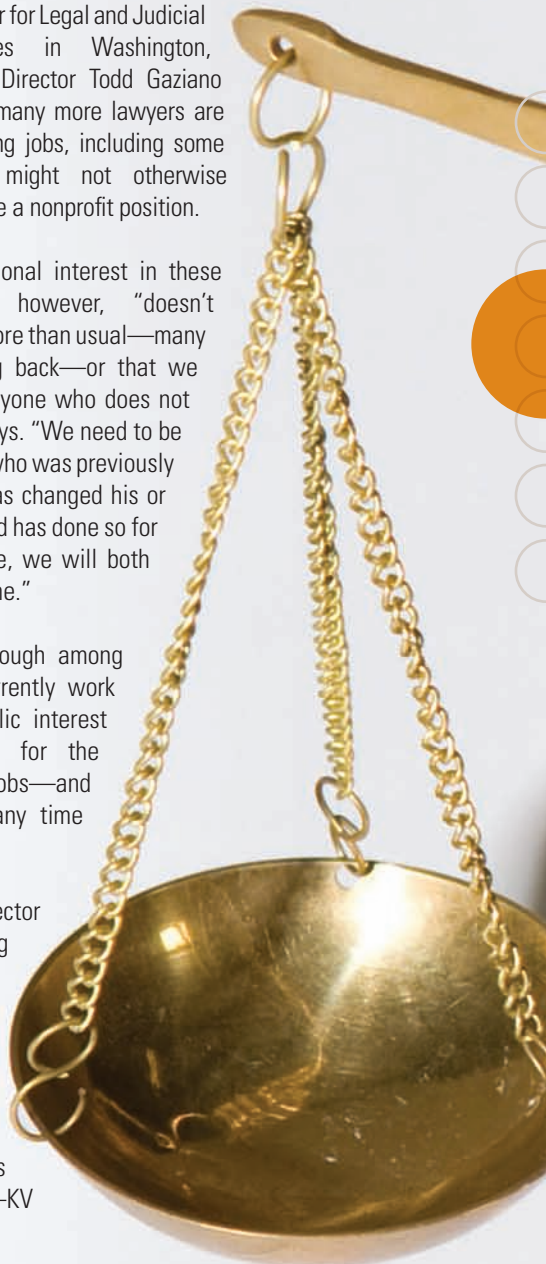 r for Legal and Judicial
es in Washington,
Director Todd Gaziano
many more lawyers are
ng jobs, including some
might not otherwise
e a nonprofit position.
onal interest in these
however, “doesn’t
ore than usual—many
g back—or that we
yone who does not
ys. “We need to be
who was previously
as changed his or
d has done so for
e, we will both
ne.”
ough among
rrently work
lic interest
for the
obs—and
any time
ector
g
s
–KV